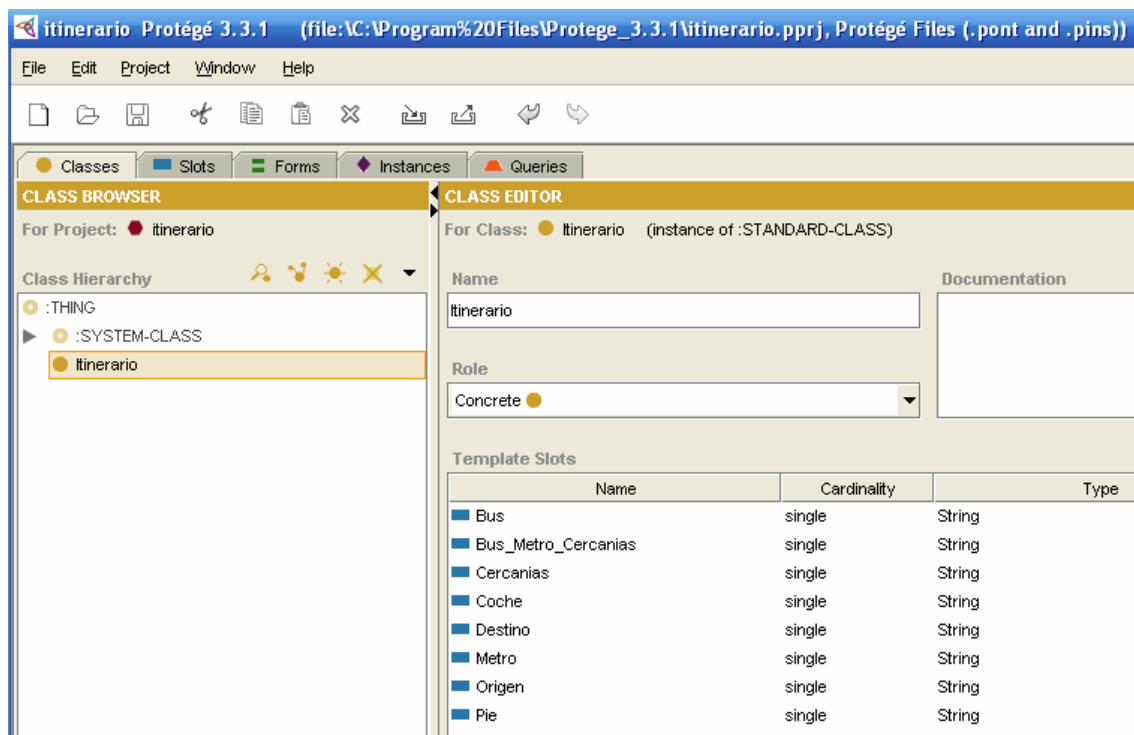 itinerario Protégé 3.3.1 (file:\C:\Program%20Files\Protege_3.3.1\itinerario.pprj, Protégé Files (.pont and .pins))
File Edit Project Window Help
Classes Slots Forms Instances Queries
CLASS BROWSER
For Project: itinerario
Class Hierarchy
:THING
:SYSTEM-CLASS
Itinerario
CLASS EDITOR
For Class: Itinerario (instance of :STANDARD-CLASS)
Name
Itinerario
Documentation
Role
Concrete
Template Slots
Name Cardinality Type
Bus single String
Bus_Metro_Cercanias single String
Cercanias single String
Coche single String
Destino single String
Metro single String
Origen single String
Pie single String